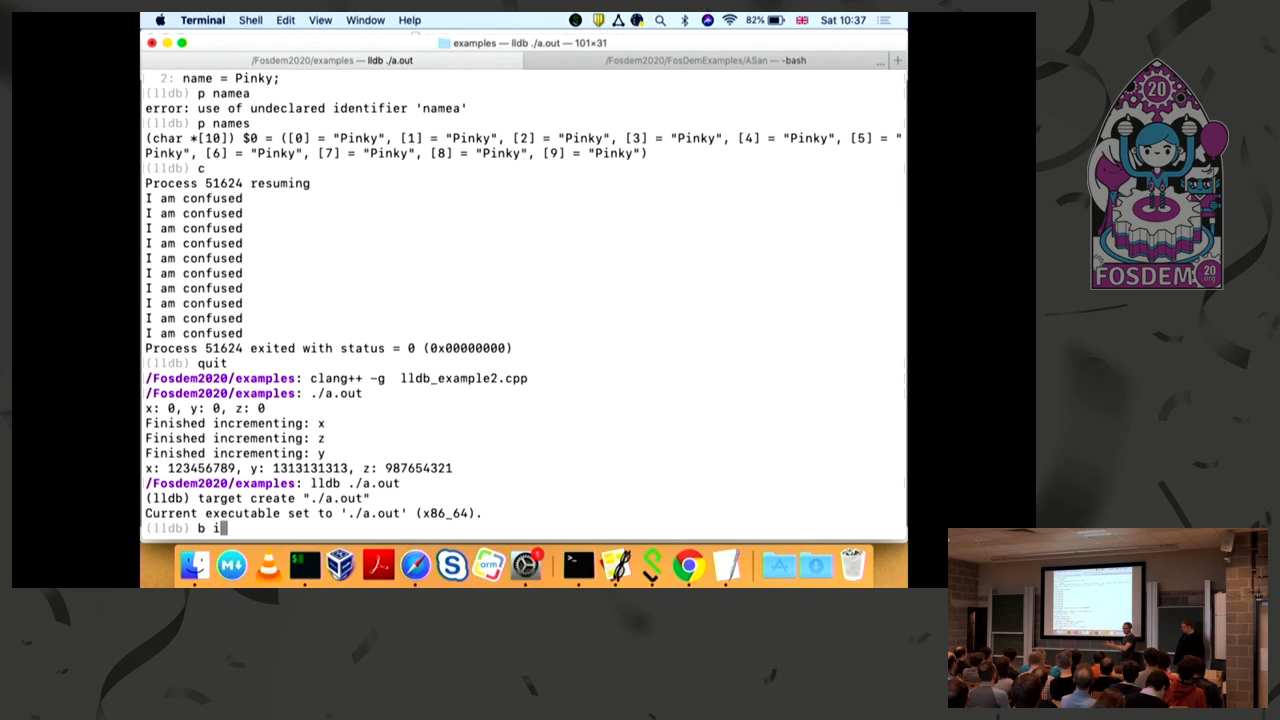 Terminal Shell Edit View Window Help 82% Sat 10:37
examples — lldb ./a.out — 101×31
/Fosdem2020/examples — lldb ./a.out /Fosdem2020/FosDemExamples/ASan — -bash ... +
2: name = Pinky;
(lldb) p namea
error: use of undeclared identifier 'namea'
(lldb) p names
(char *[10]) $0 = ([0] = "Pinky", [1] = "Pinky", [2] = "Pinky", [3] = "Pinky", [4] = "Pinky", [5] = "
Pinky", [6] = "Pinky", [7] = "Pinky", [8] = "Pinky", [9] = "Pinky")
(lldb) c
Process 51624 resuming
I am confused
I am confused
I am confused
I am confused
I am confused
I am confused
I am confused
I am confused
I am confused
I am confused
Process 51624 exited with status = 0 (0x00000000)
(lldb) quit
/Fosdem2020/examples: clang++ -g  lldb_example2.cpp
/Fosdem2020/examples: ./a.out
x: 0, y: 0, z: 0
Finished incrementing: x
Finished incrementing: z
Finished incrementing: y
x: 123456789, y: 1313131313, z: 987654321
/Fosdem2020/examples: lldb ./a.out
(lldb) target create "./a.out"
Current executable set to './a.out' (x86_64).
(lldb) b i
M
arm
1
20
FOSDEM
20
.org